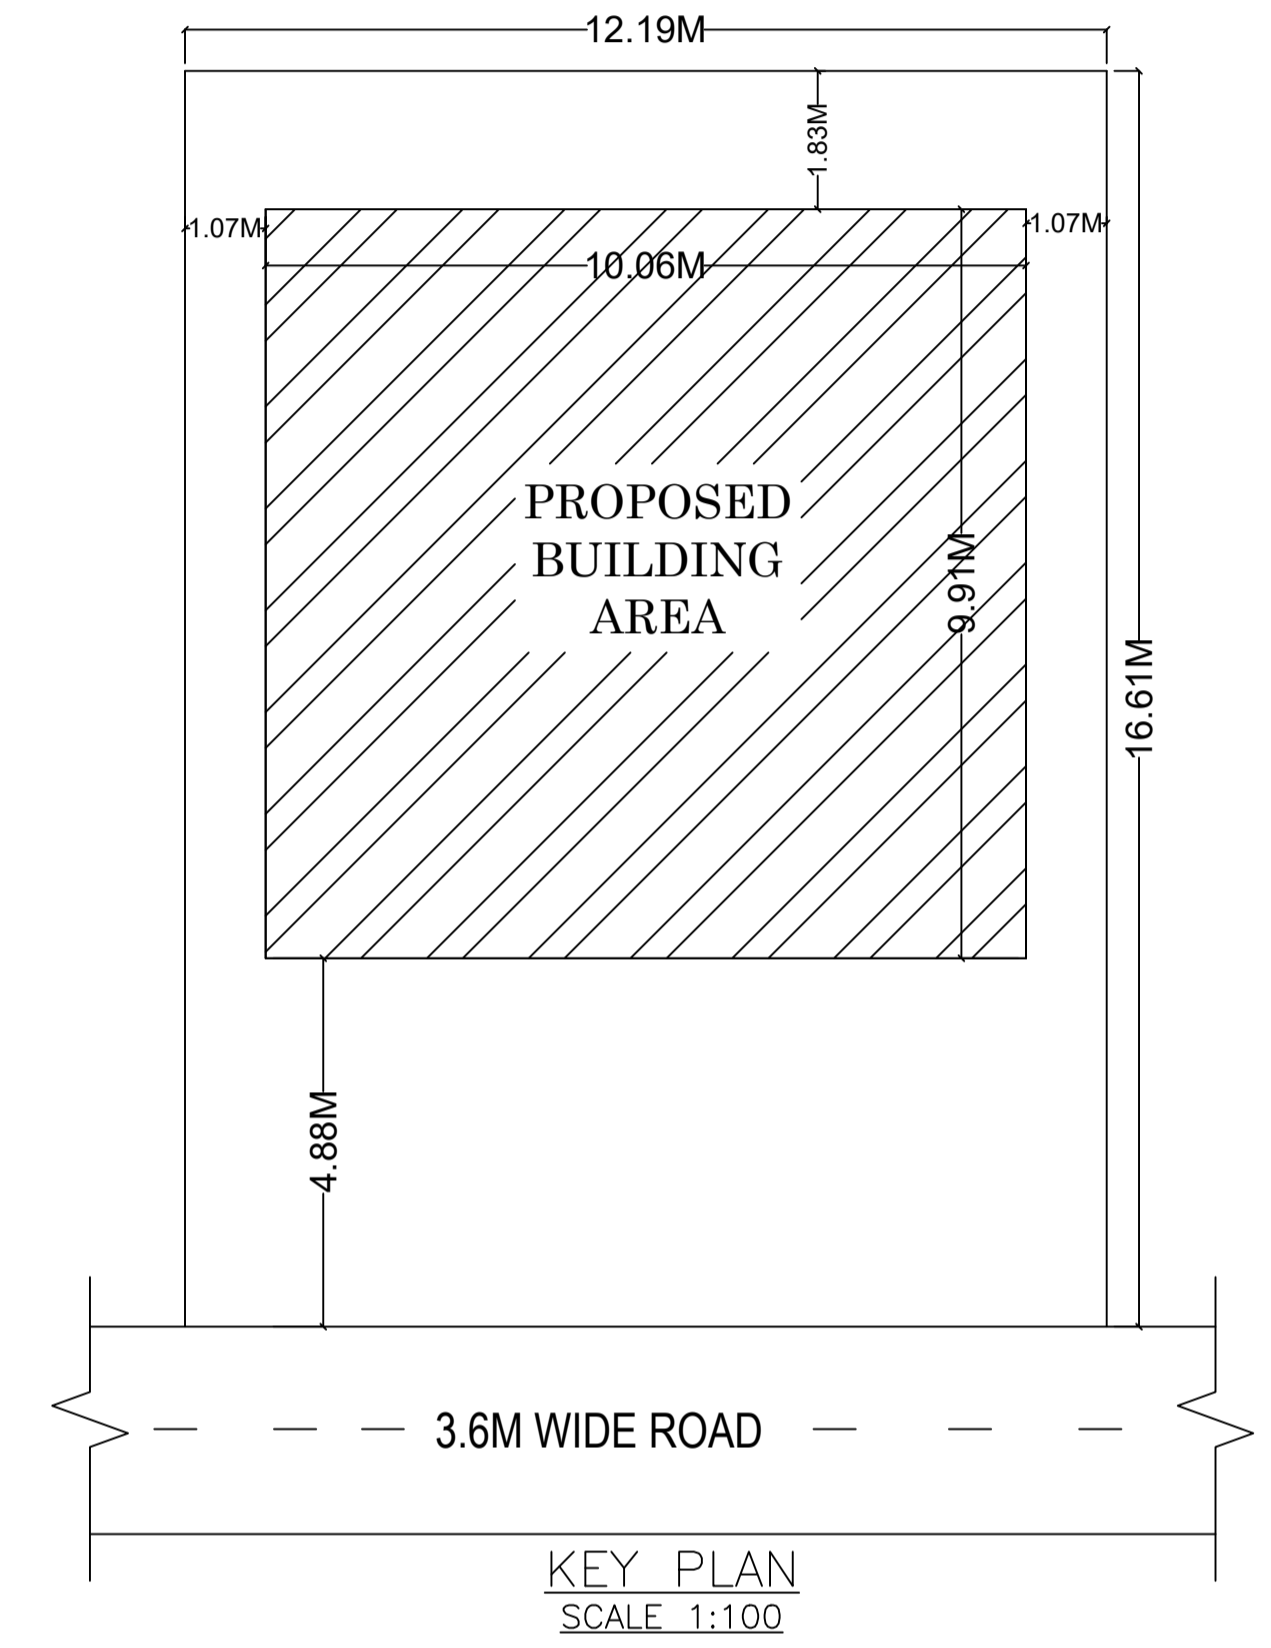 12.19M
1.83M
1.07M
1.07M
10.06M
PROPOSED
BUILDING
AREA
9.91M
16.61M
4.88M
3.6M WIDE ROAD
KEY PLAN
SCALE 1:100